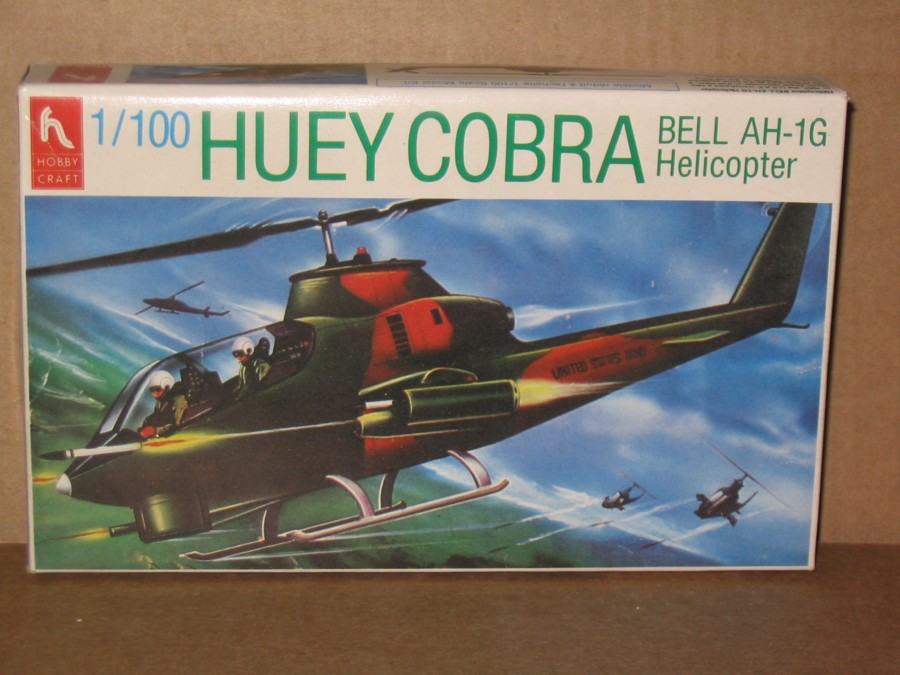 HOBBY
CRAFT
1/100
HUEY COBRA
BELL AH-1G
Helicopter
UNITED STATES ARMY